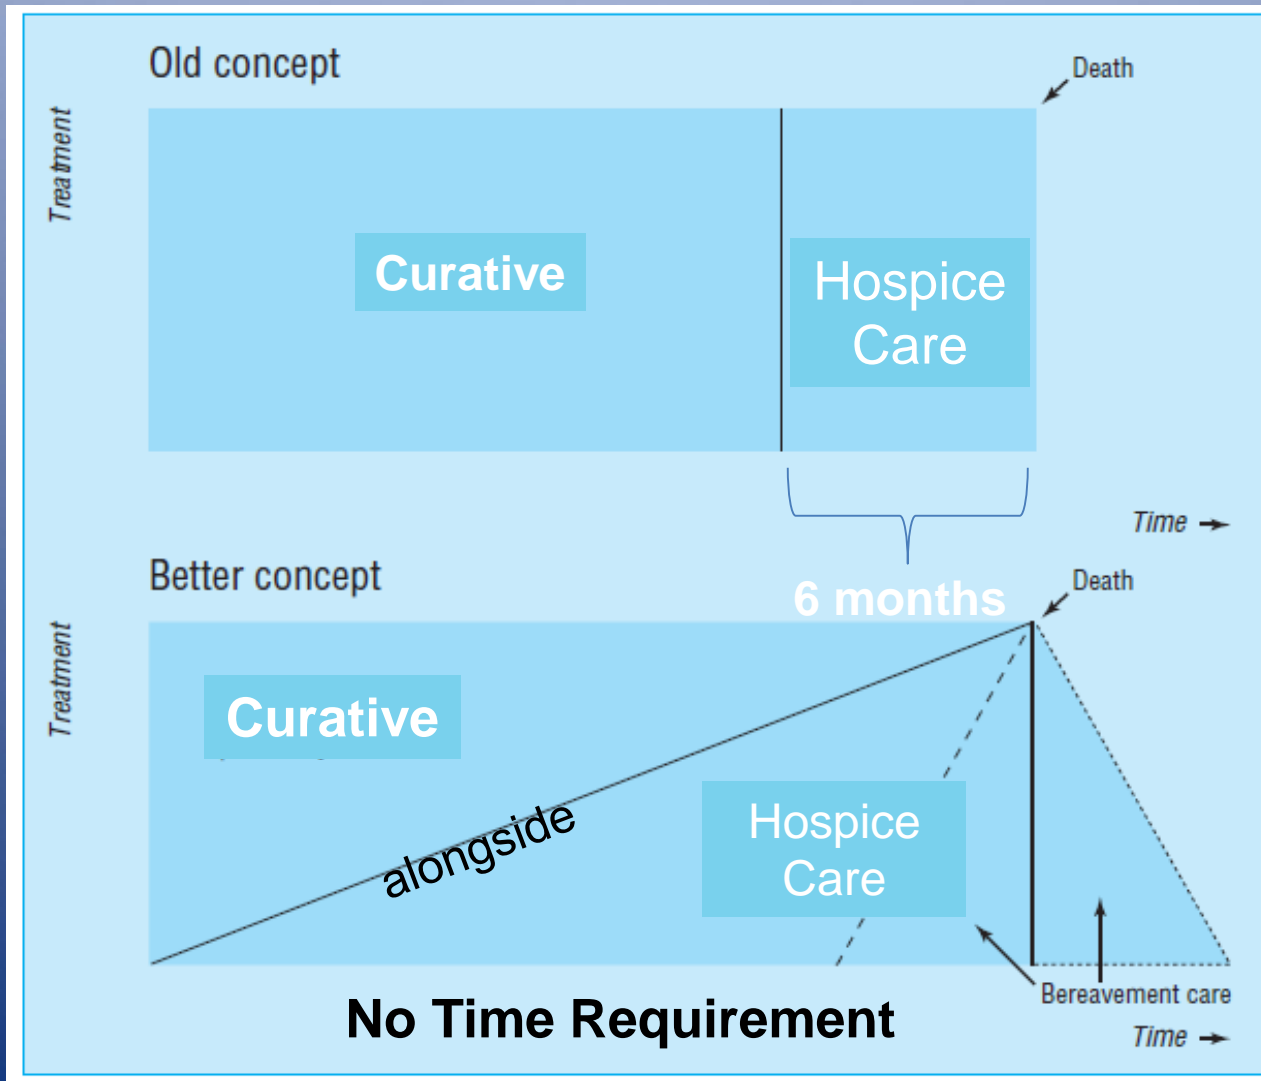 Old concept
Death
Treatment
Curative
Hospice
Care
Time
Better concept
6 months
Death
Treatment
Curative
alongside
Hospice
Care
Bereavement care
No Time Requirement
Time